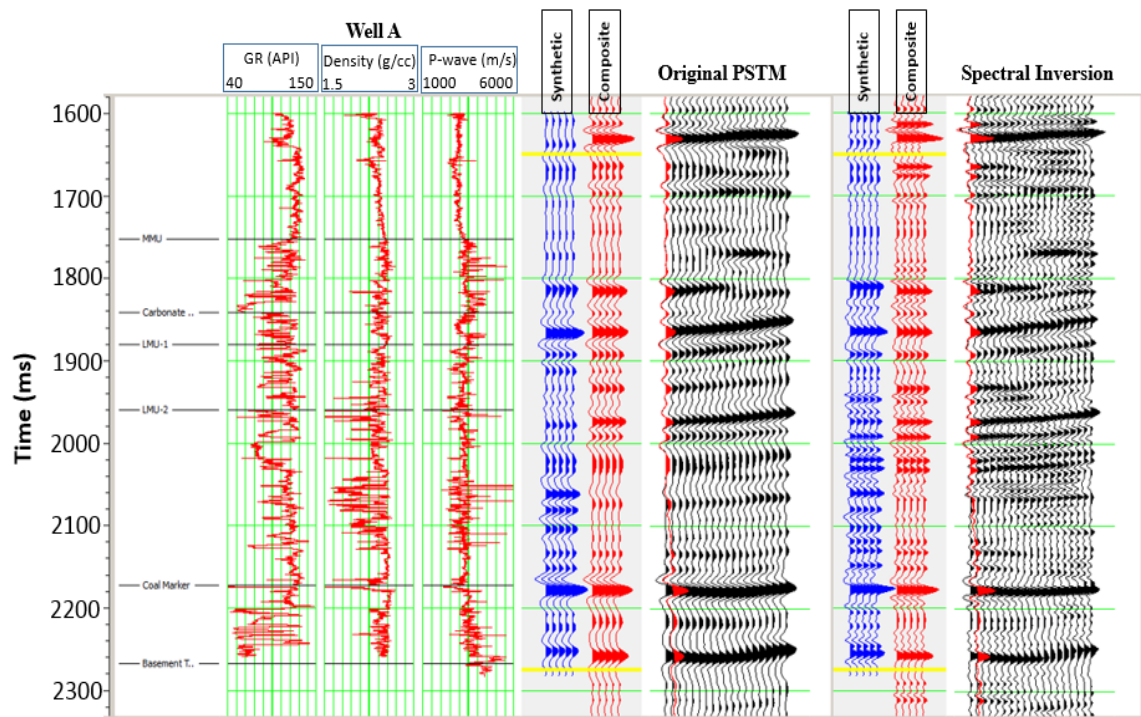 Well A
GR (API)
40 150
Density (g/cc)
1.5 3
P-wave (m/s)
1000 6000
Synthetic
Composite
Original PSTM
Synthetic
Composite
Spectral Inversion
Time (ms)
1600
1700
MMU
1800
Carbonate ..
LMU-1
1900
LMU-2
2000
2100
Coal Marker
2200
Basement T..
2300